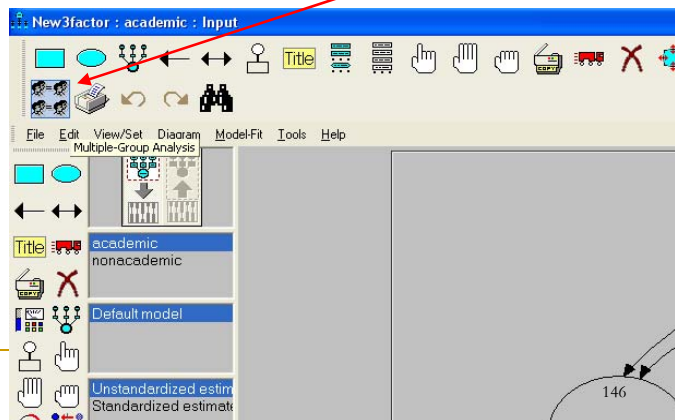 New3factor : academic : Input
Title
File Edit View/Set Diagram Model-Fit Tools Help
Multiple-Group Analysis
Title
academic
nonacademic
COPY
Default model
Unstandardized estim
Standardized estimate
146